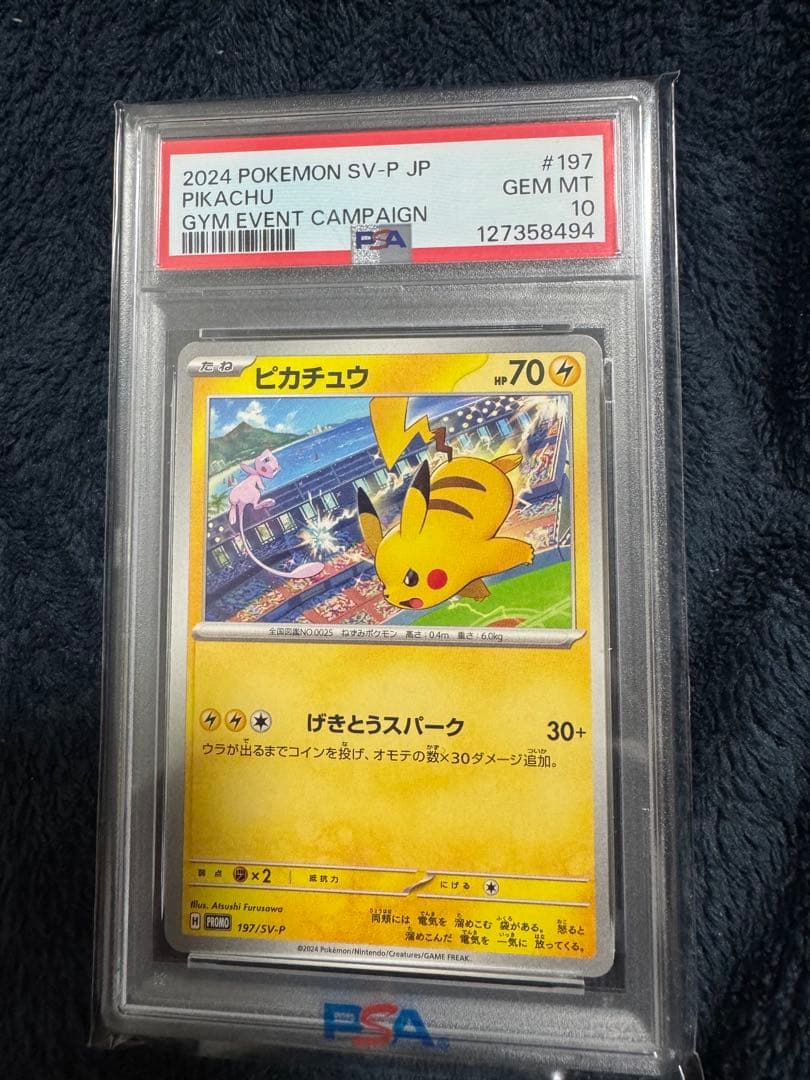 2024 POKEMON SV-P JP #197
PIKACHU GEM MT
GYM EVENT CAMPAIGN 10
PSA 127358494
たね ピカチュウ HP70
全国図鑑NO.0025 ねずみポケモン 高さ:0.4m 重さ:6.0kg
げきとうスパーク 30+
ウラが出るまでコインを投げ、オモテの数×30ダメージ追加。
弱点 ×2 抵抗力 にげる
Illus. Atsushi Furusawa
H PROMO 197/SV-P
両頬には 電気を 溜めこむ 袋がある。 怒ると
溜めこんだ 電気を 一気に 放ってくる。
©2024 Pokémon/Nintendo/Creatures/GAME FREAK.
PSA